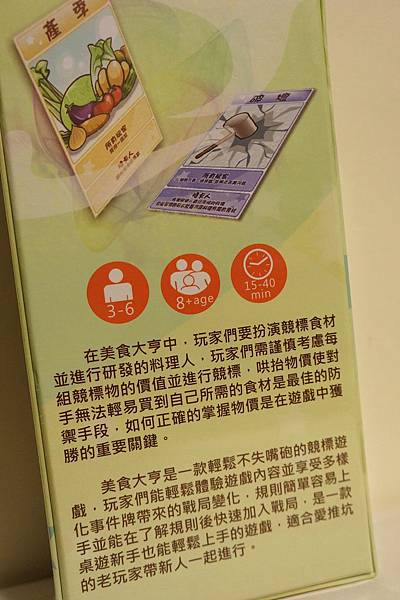 產季
3-6
8+age
15-40
min
在美食大亨中，玩家們要扮演競標食材
並進行研發的料理人，玩家們需謹慎考慮每
組競標物的價值並進行競標，哄抬物價使對
手無法輕易買到自己所需的食材是最佳的防
禦手段，如何正確的掌握物價是在遊戲中獲
勝的重要關鍵。
美食大亨是一款輕鬆不失嘴砲的競標遊
戲，玩家們能輕鬆體驗遊戲內容並享受多樣
化事件牌帶來的戰局變化，規則簡單容易上
手並能在了解規則後快速加入戰局，是一款
桌遊新手也能輕鬆上手的遊戲，適合愛推坑
的老玩家帶新人一起進行。